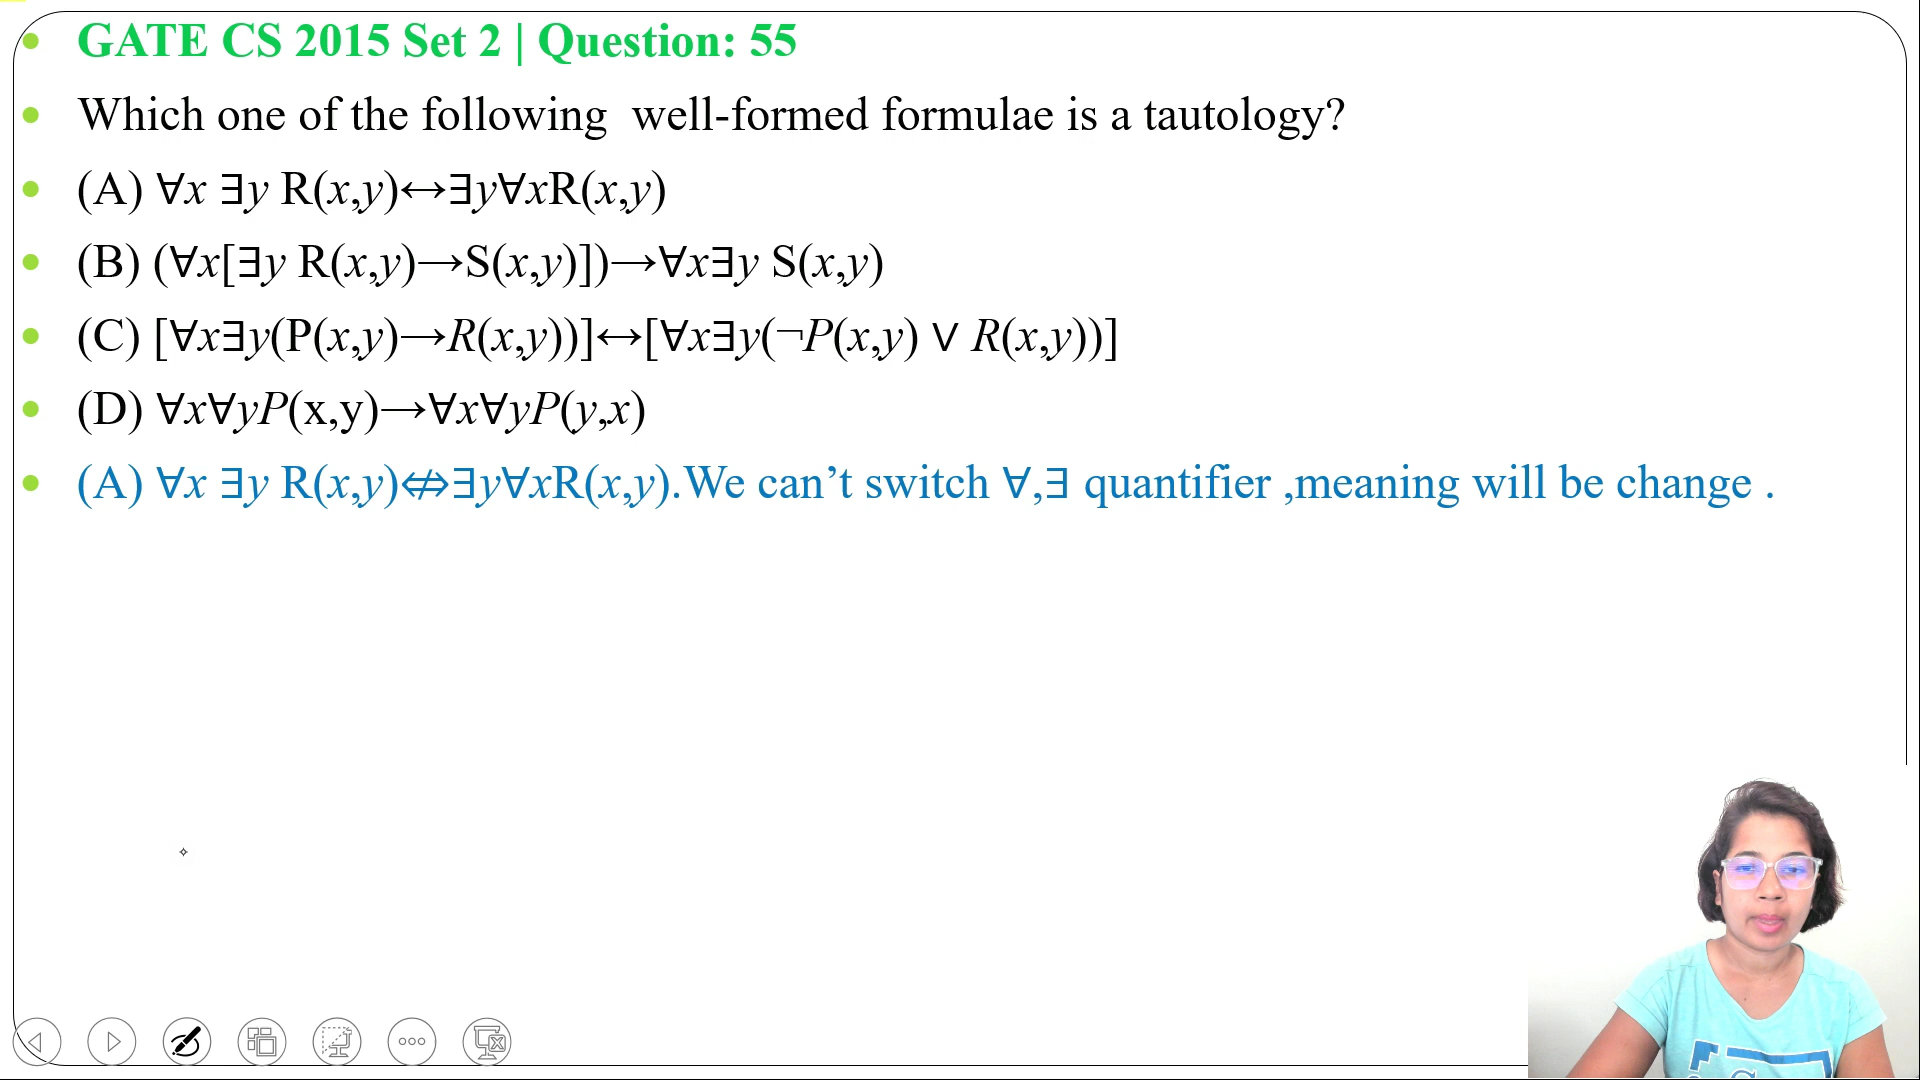 GATE CS 2015 Set 2 | Question: 55
Which one of the following well-formed formulae is a tautology?
(A) ∀x ∃y R(x,y)↔∃y∀xR(x,y)
(B) (∀x[∃y R(x,y)→S(x,y)])→∀x∃y S(x,y)
(C) [∀x∃y(P(x,y)→R(x,y))]↔[∀x∃y(¬P(x,y) ∨ R(x,y))]
(D) ∀x∀yP(x,y)→∀x∀yP(y,x)
(A) ∀x ∃y R(x,y)⇎∃y∀xR(x,y).We can’t switch ∀,∃ quantifier ,meaning will be change .